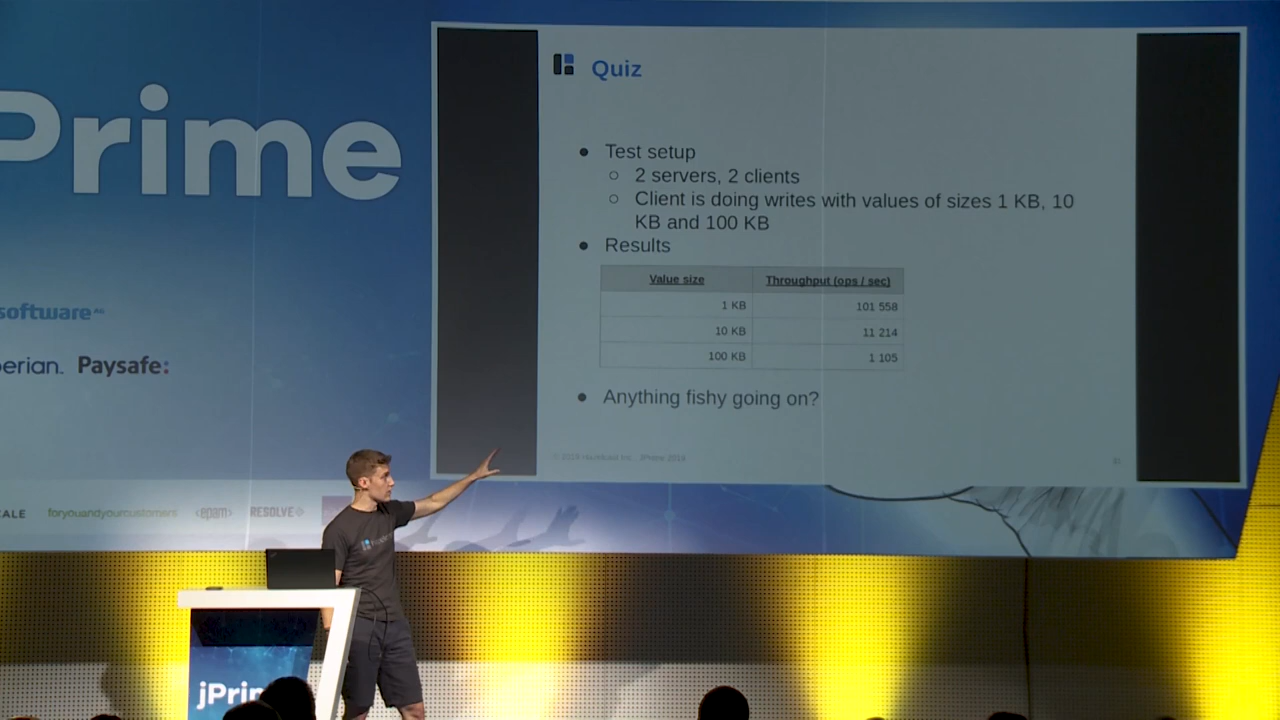 Prime
software AG
erian. Paysafe:
ALE foryouandyourcustomers <epam> RESOLVE
Quiz
● Test setup
○ 2 servers, 2 clients
○ Client is doing writes with values of sizes 1 KB, 10
KB and 100 KB
● Results
Value size Throughput (ops / sec)
1 KB 101 558
10 KB 11 214
100 KB 1 105
● Anything fishy going on?
jPrim